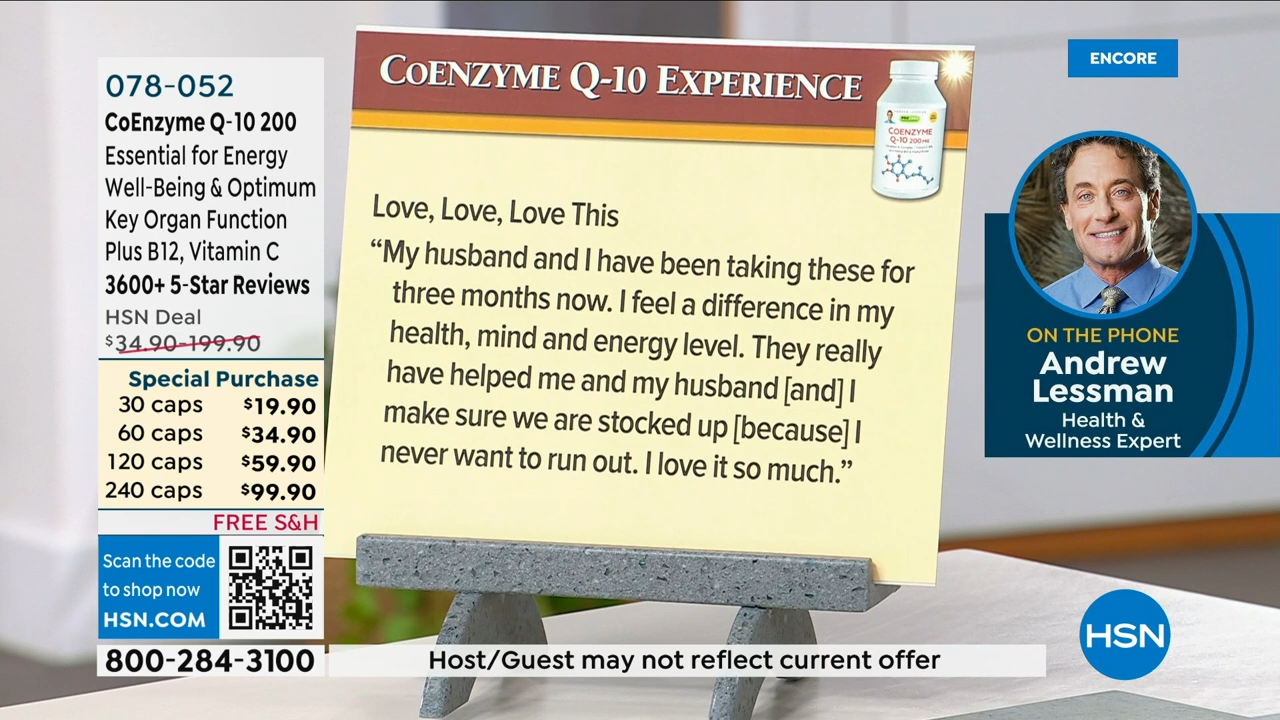 078-052
CoEnzyme Q-10 200
Essential for Energy
Well-Being & Optimum
Key Organ Function
Plus B12, Vitamin C
3600+ 5-Star Reviews
HSN Deal
$34.90-199.90
Special Purchase
30 caps $19.90
60 caps $34.90
120 caps $59.90
240 caps $99.90
FREE S&H
Scan the code
to shop now
HSN.COM
800-284-3100
COENZYME Q-10 EXPERIENCE
COENZYME
Q-10 200
Love, Love, Love This
“My husband and I have been taking these for
three months now. I feel a difference in my
health, mind and energy level. They really
have helped me and my husband [and] I
make sure we are stocked up [because] I
never want to run out. I love it so much.”
ENCORE
ON THE PHONE
Andrew
Lessman
Health &
Wellness Expert
HSN
Host/Guest may not reflect current offer